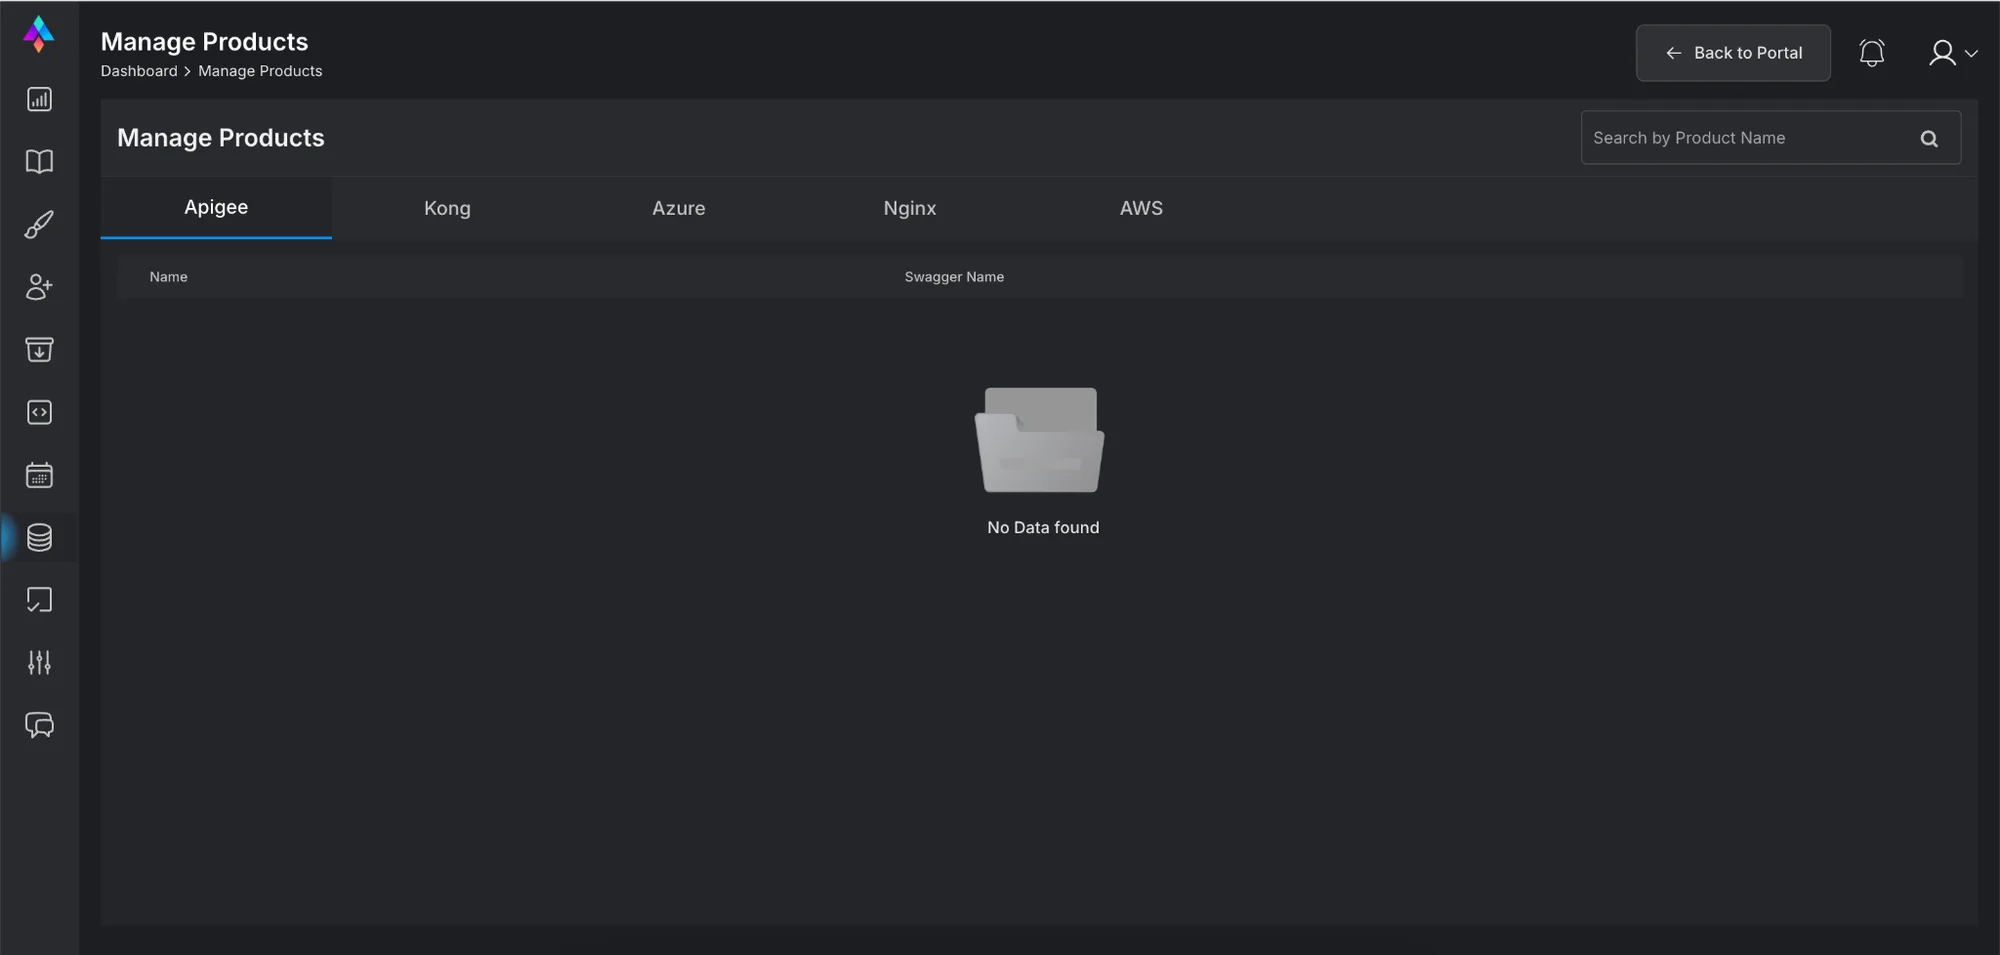 Manage Products
Dashboard > Manage Products
Back to Portal
Manage Products
Search by Product Name
Apigee
Kong
Azure
Nginx
AWS
Name
Swagger Name
No Data found